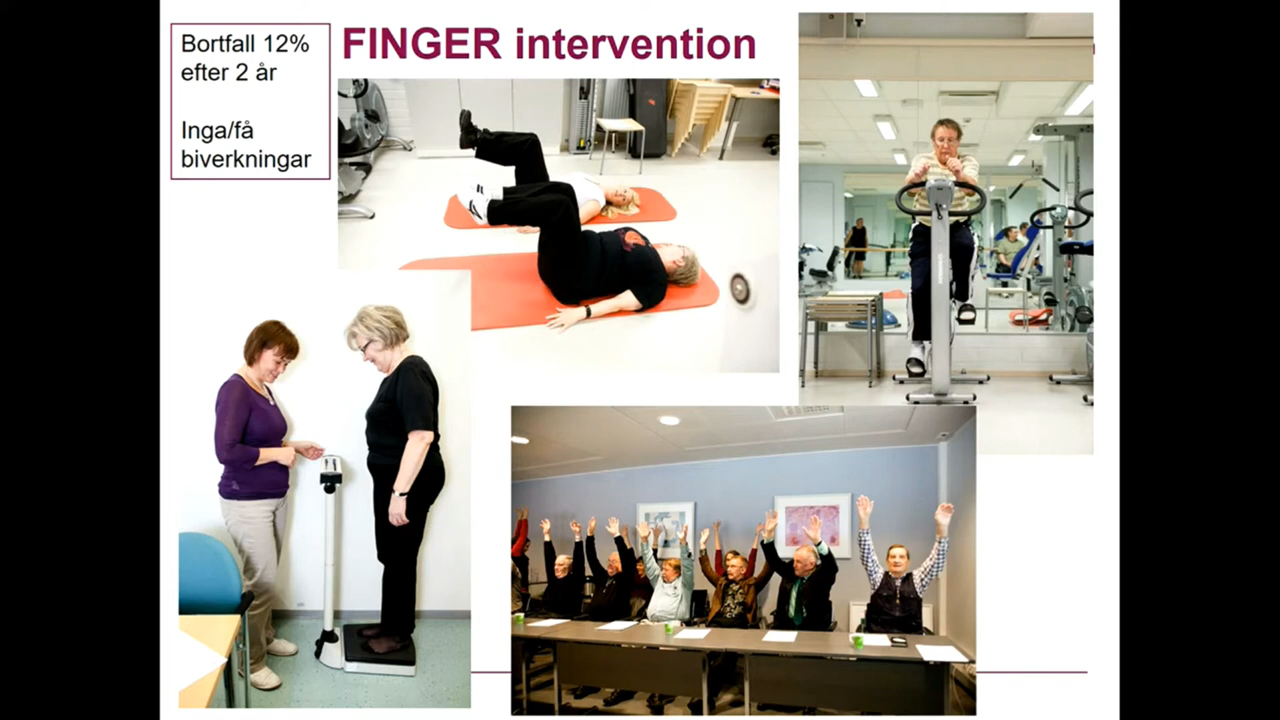 Bortfall 12%
efter 2 år
Inga/få
biverkningar
FINGER intervention